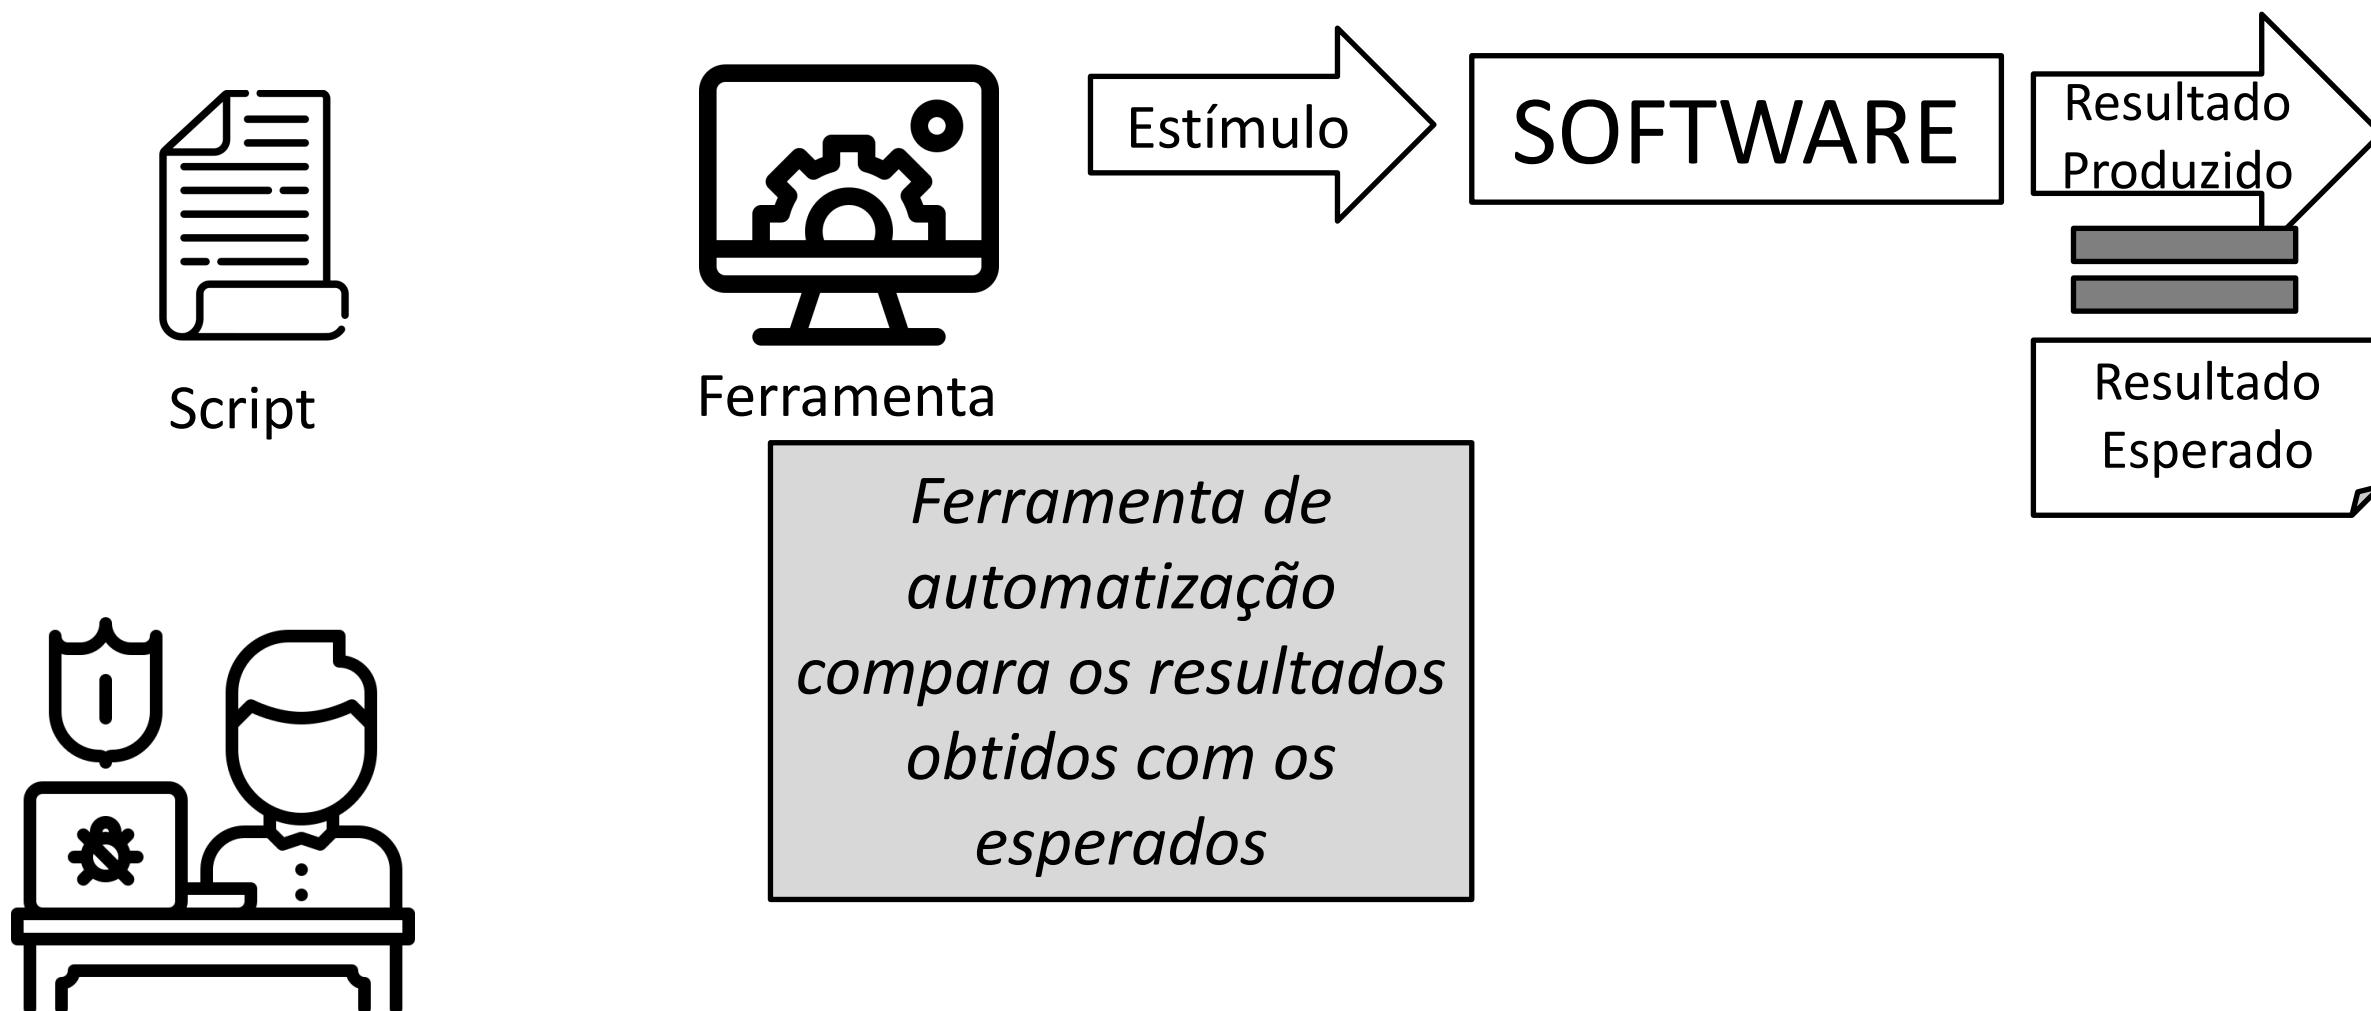 Script
Ferramenta
Estímulo
SOFTWARE
Resultado
Produzido
Resultado
Esperado
Ferramenta de
automatização
compara os resultados
obtidos com os
esperados